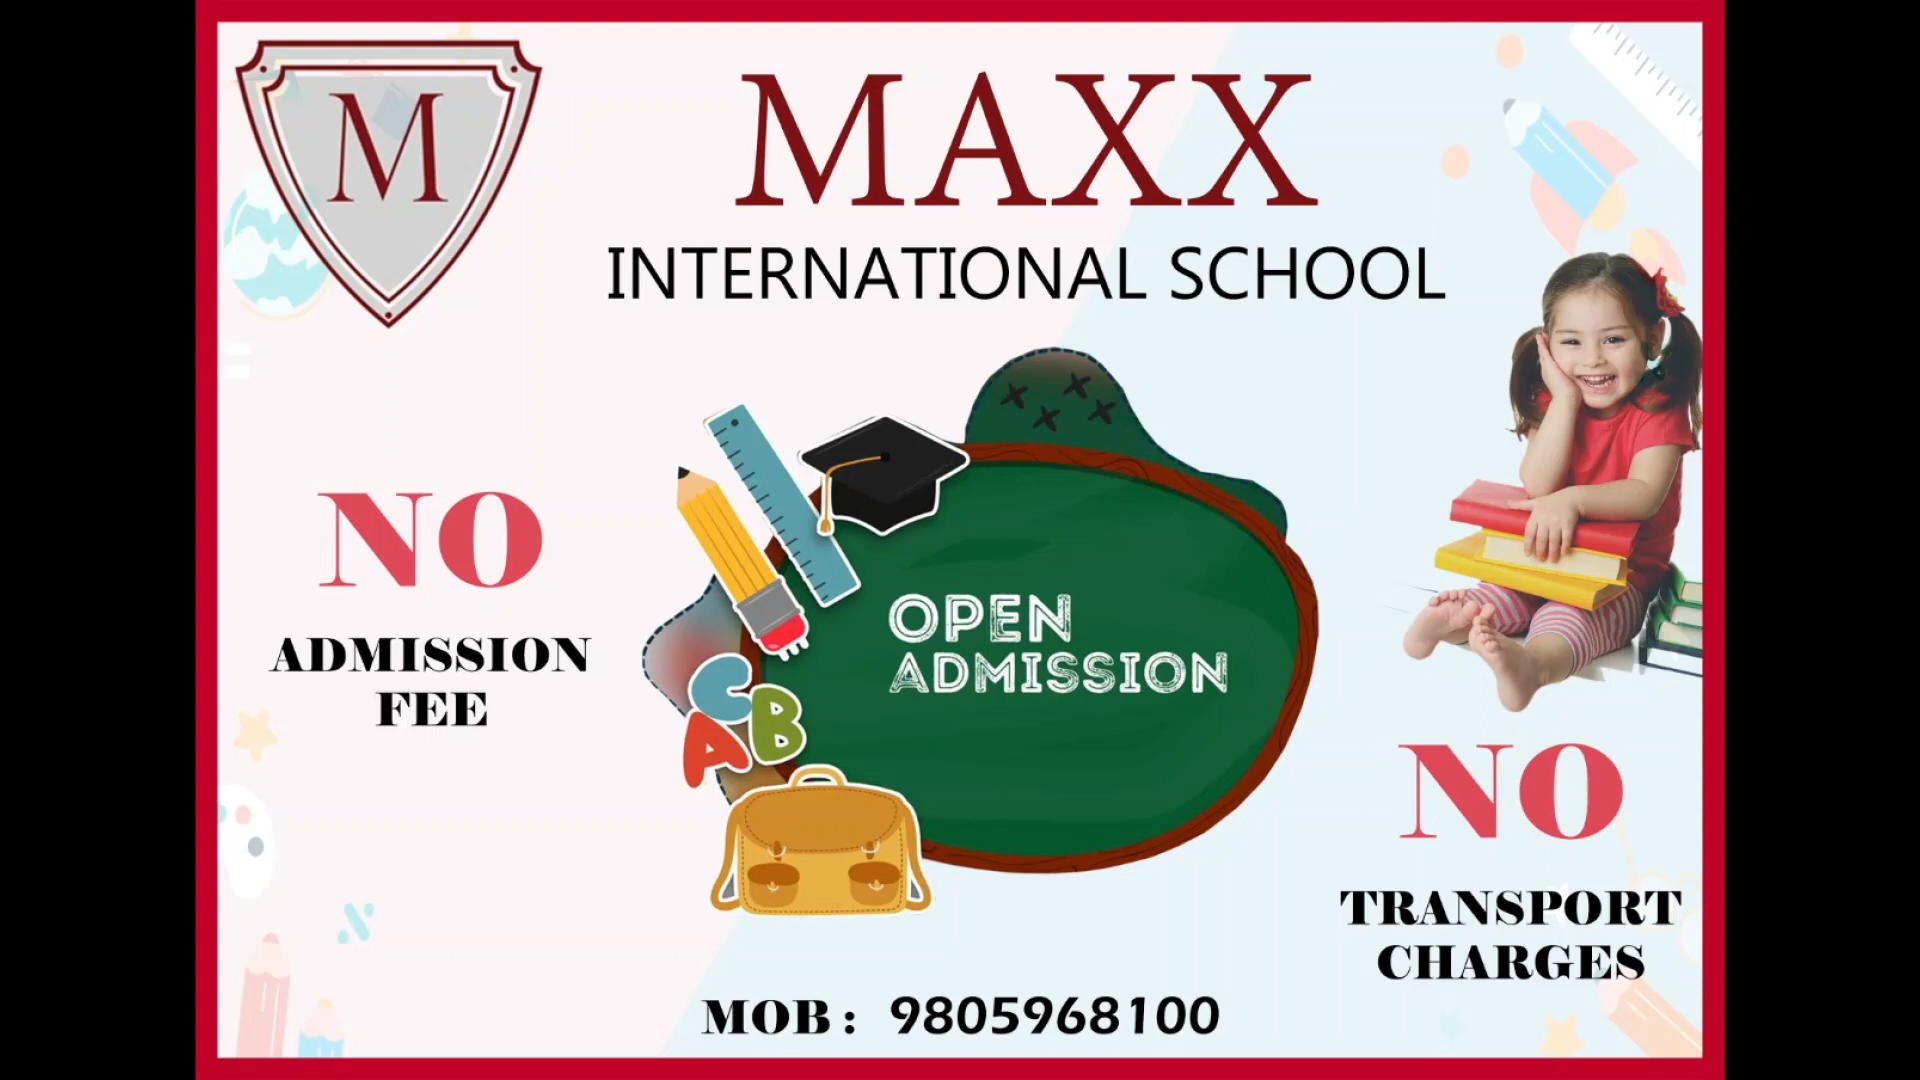 M
MAXX
INTERNATIONAL SCHOOL
NO
ADMISSION
FEE
OPEN
ADMISSION
C
B
A
NO
TRANSPORT
CHARGES
MOB : 9805968100